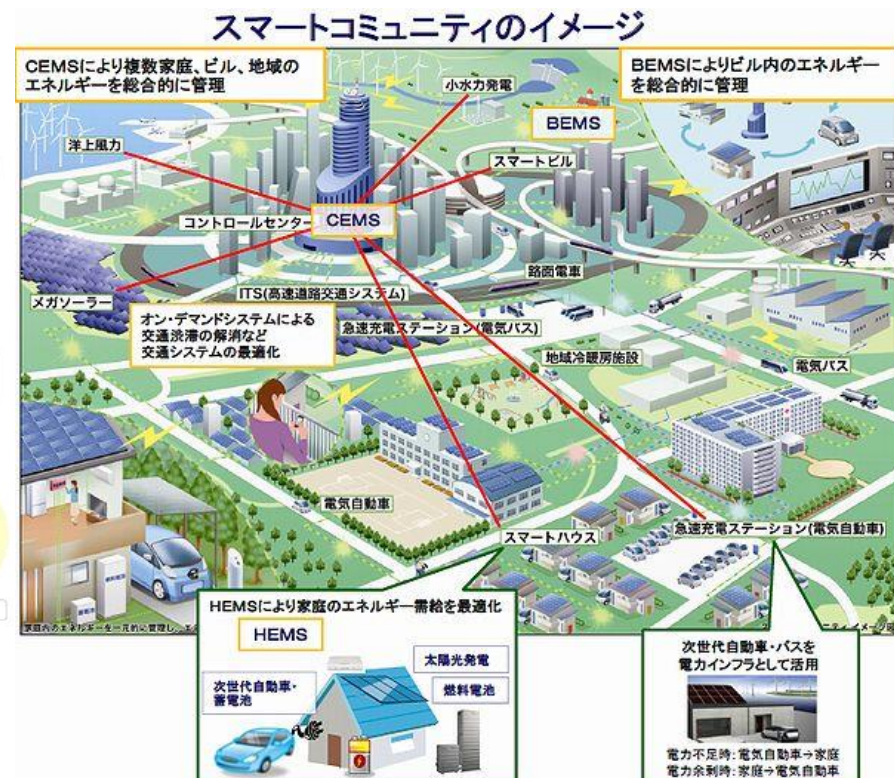 スマートコミュニティのイメージ
CEMSにより複数家庭、ビル、地域の
エネルギーを総合的に管理
BEMSによりビル内のエネルギー
を総合的に管理
小水力発電
BEMS
洋上風力
スマートビル
コントロールセンター
CEMS
路面電車
メガソーラー
ITS(高速道路交通システム)
オン・デマンドシステムによる
交通渋滞の解消など
交通システムの最適化
急速充電ステーション(電気バス)
地域冷暖房施設
電気バス
電気自動車
スマートハウス
急速充電ステーション(電気自動車)
HEMSにより家庭のエネルギー需給を最適化
HEMS
太陽光発電
次世代自動車・
蓄電池
燃料電池
次世代自動車・バスを
電力インフラとして活用
電力不足時:電気自動車→家庭
電力余剰時:家庭→電気自動車